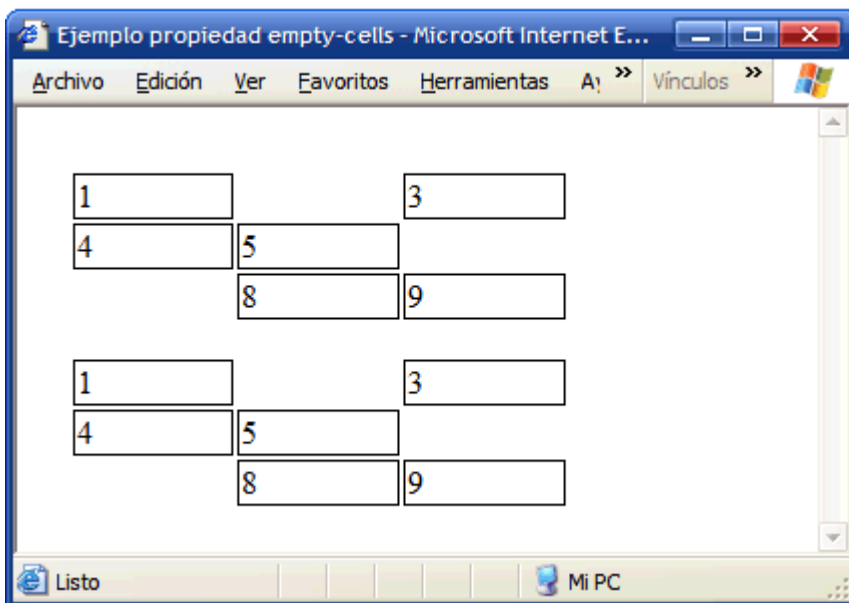 Ejemplo propiedad empty-cells - Microsoft Internet E...
Archivo Edición Ver Favoritos Herramientas Ay » Vínculos »
1 3
4 5
8 9
1 3
4 5
8 9
Listo Mi PC